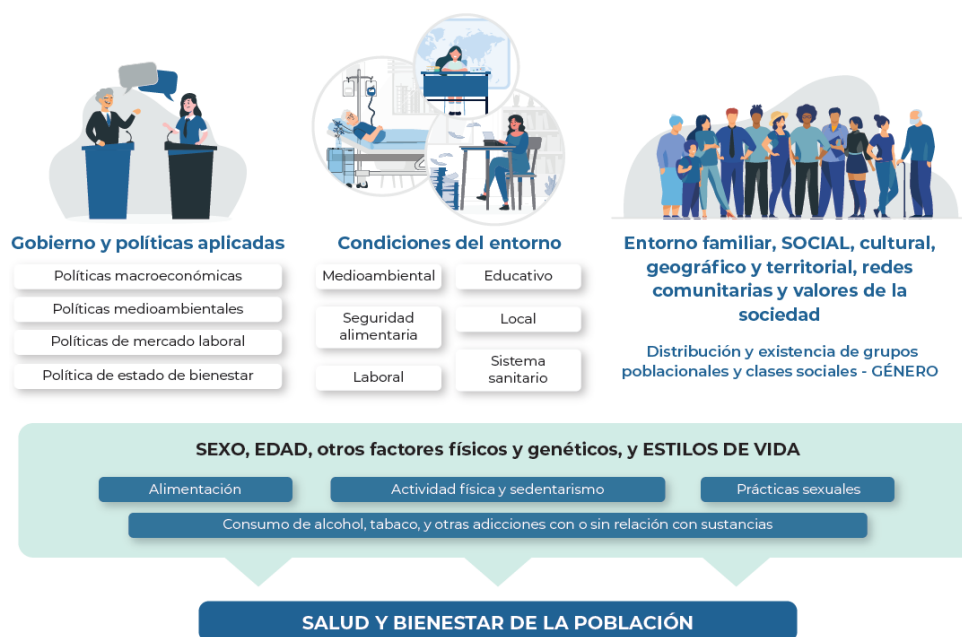 Gobierno y políticas aplicadas
Políticas macroeconómicas
Políticas medioambientales
Políticas de mercado laboral
Política de estado de bienestar
Condiciones del entorno
Medioambiental
Educativo
Seguridad
alimentaria
Local
Laboral
Sistema
sanitario
Entorno familiar, SOCIAL, cultural,
geográfico y territorial, redes
comunitarias y valores de la
sociedad
Distribución y existencia de grupos
poblacionales y clases sociales - GÉNERO
SEXO, EDAD, otros factores físicos y genéticos, y ESTILOS DE VIDA
Alimentación
Actividad física y sedentarismo
Prácticas sexuales
Consumo de alcohol, tabaco, y otras adicciones con o sin relación con sustancias
SALUD Y BIENESTAR DE LA POBLACIÓN